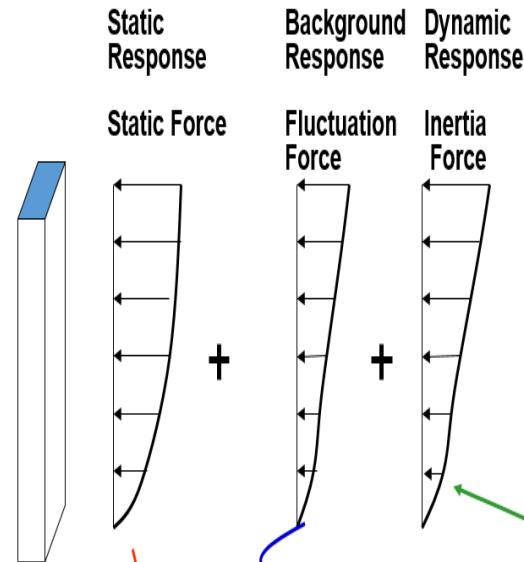 Static
Response
Background
Response
Dynamic
Response
Static Force
Fluctuation
Force
Inertia
Force
+
+